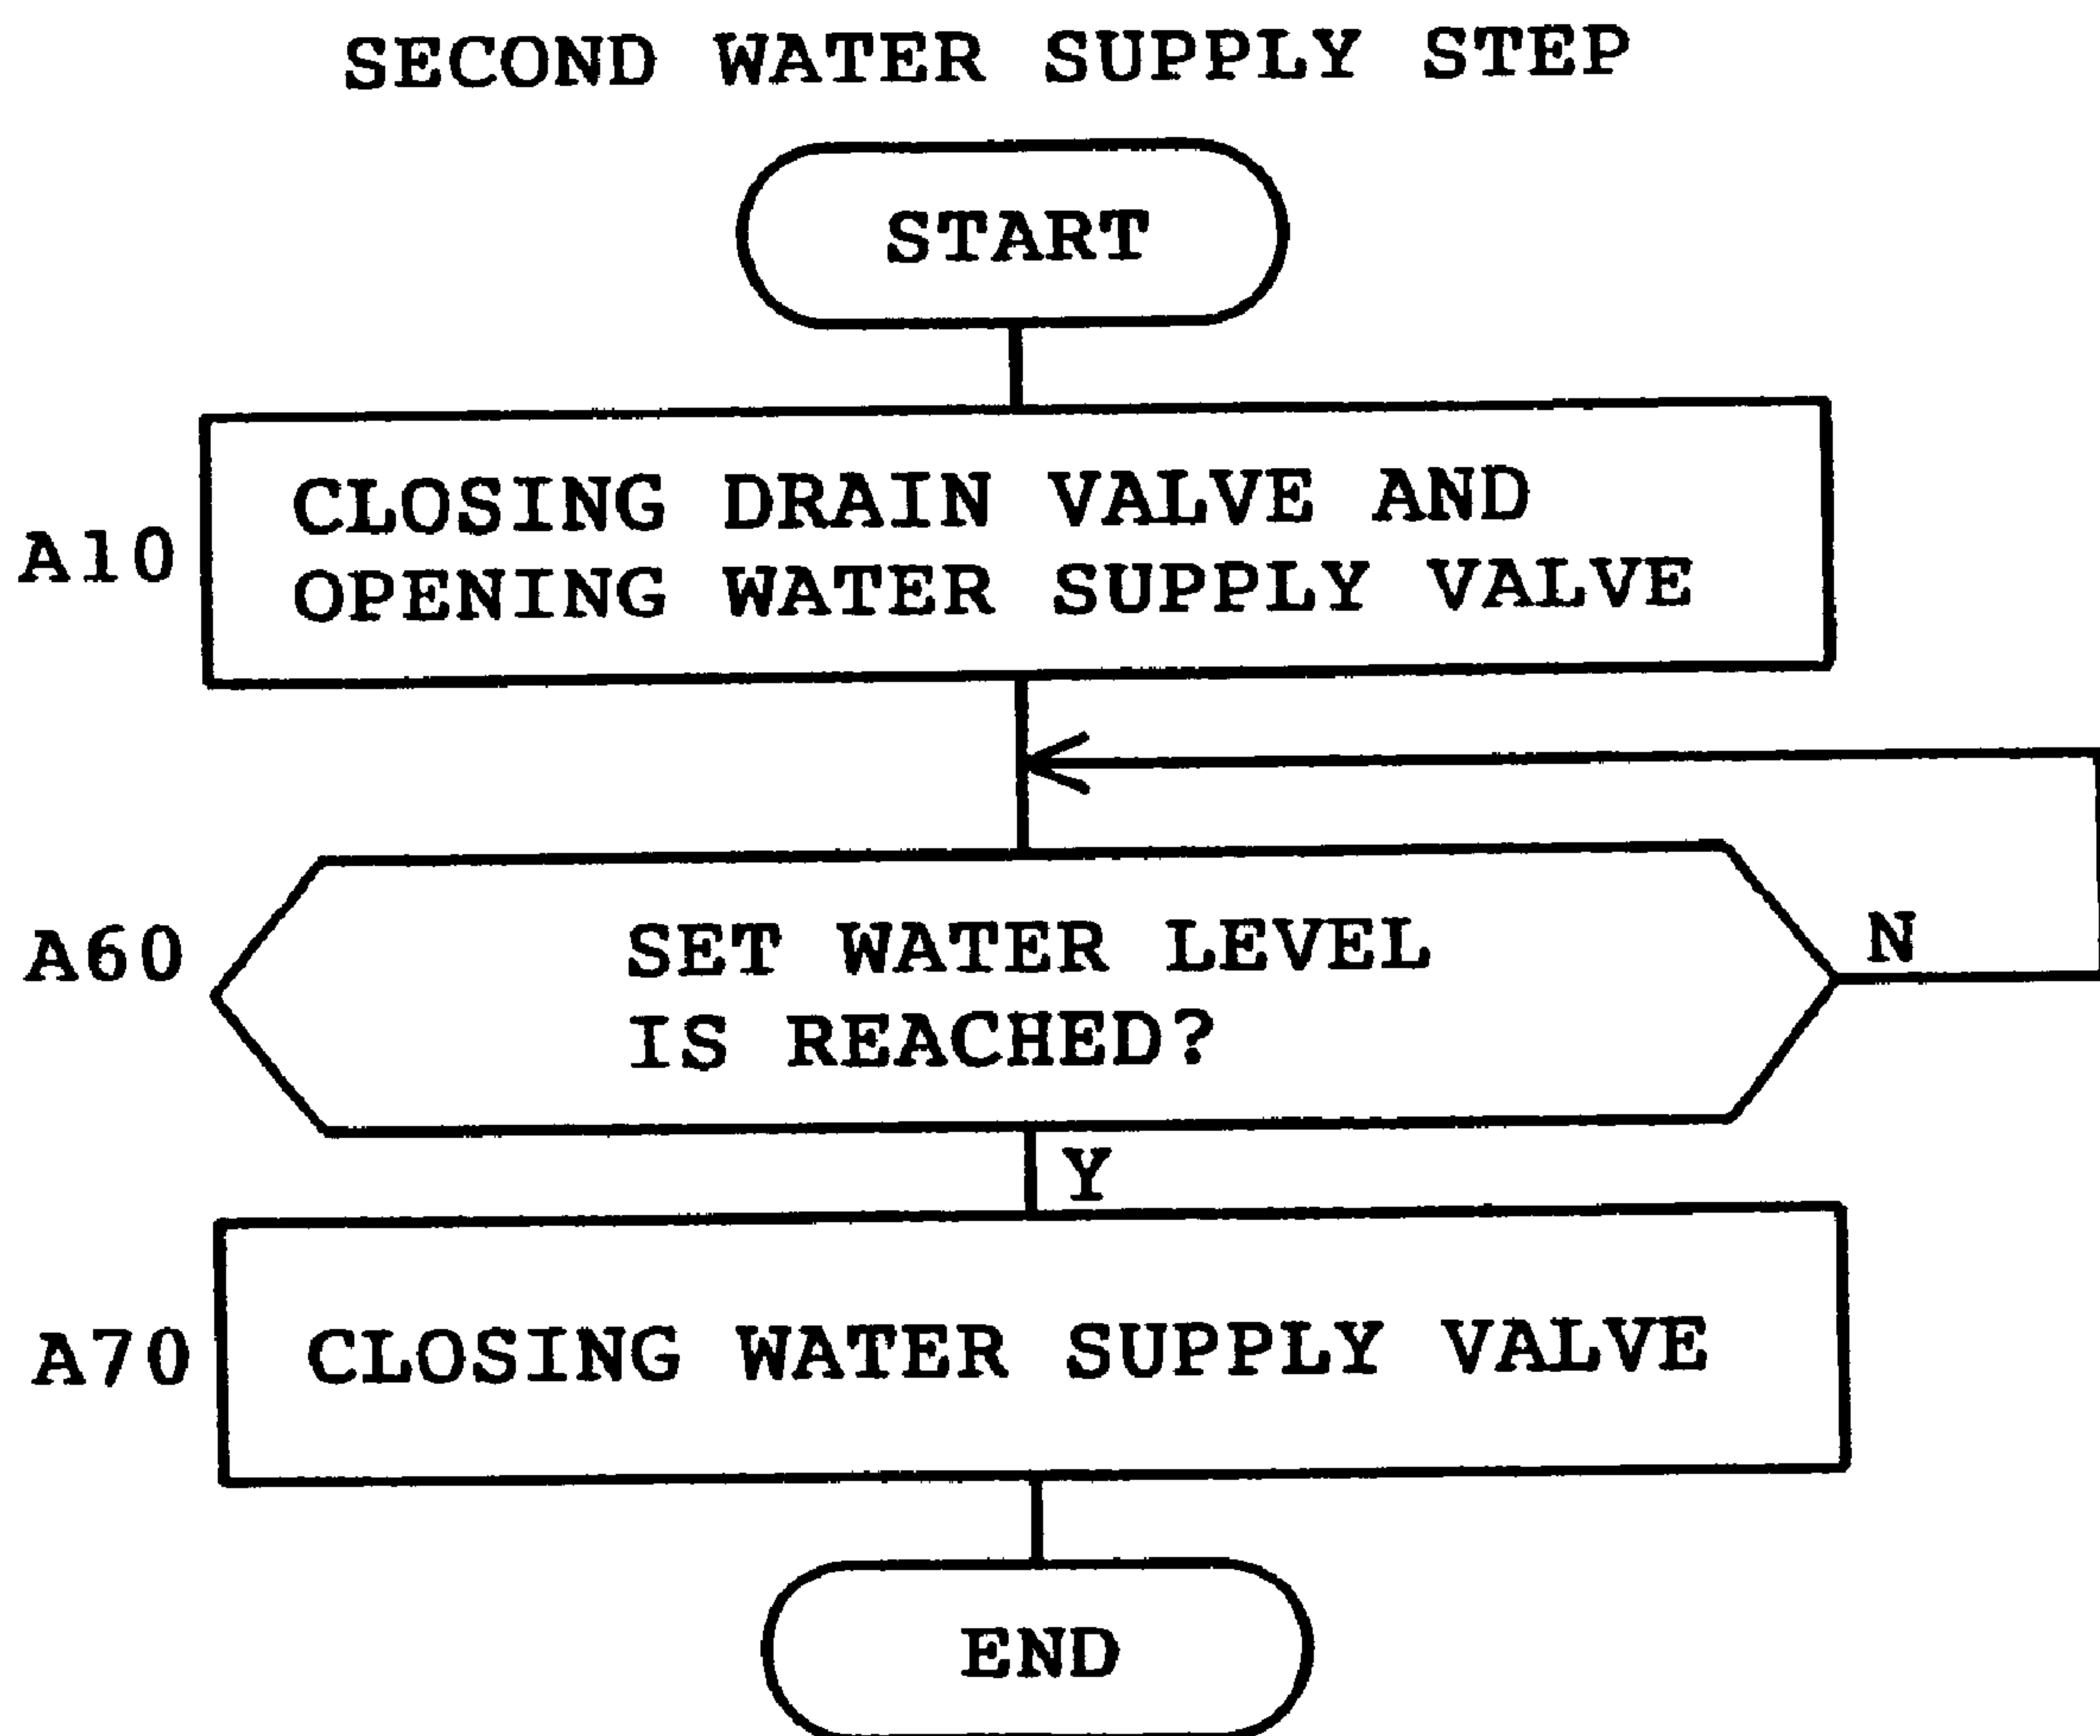 SECOND WATER SUPPLY STEP
START
A10
CLOSING DRAIN VALVE AND
OPENING WATER SUPPLY VALVE
A60
SET WATER LEVEL
IS REACHED?
N
Y
A70
CLOSING WATER SUPPLY VALVE
END